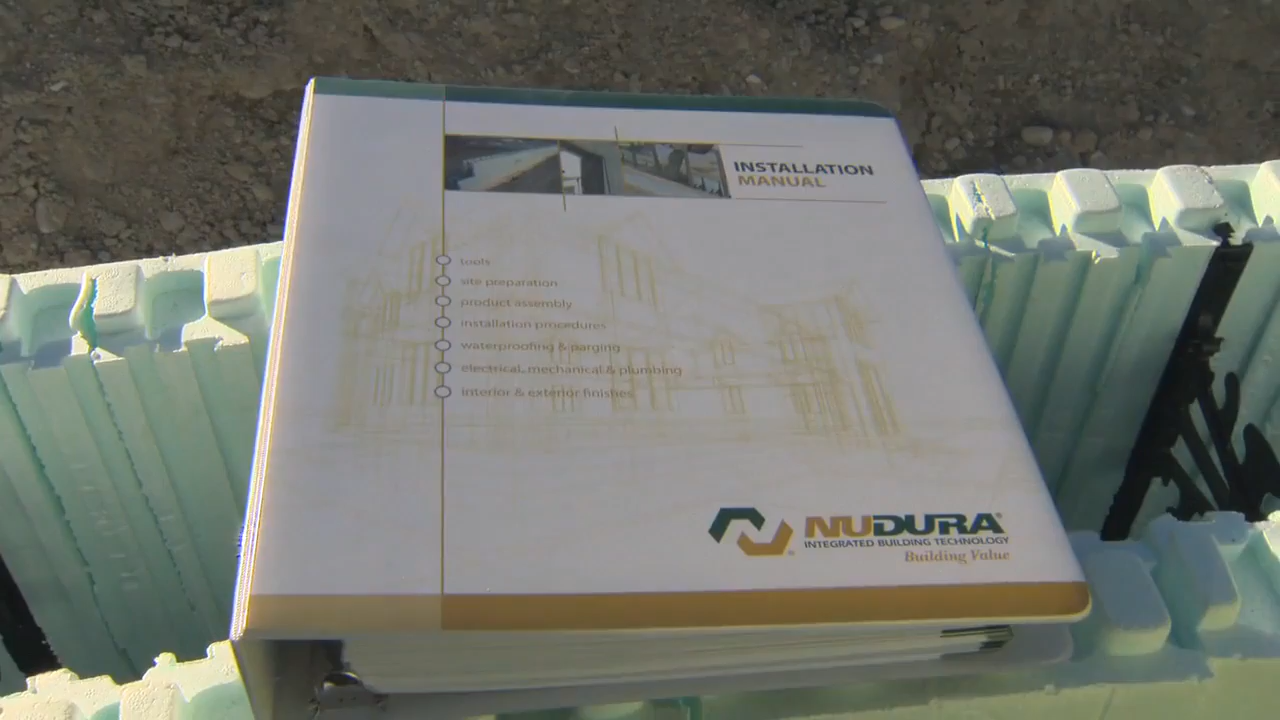 INSTALLATION
MANUAL
tools
site preparation
product assembly
installation procedures
waterproofing & parging
electrical, mechanical & plumbing
interior & exterior finishes
NUDURA®
INTEGRATED BUILDING TECHNOLOGY
Building Value